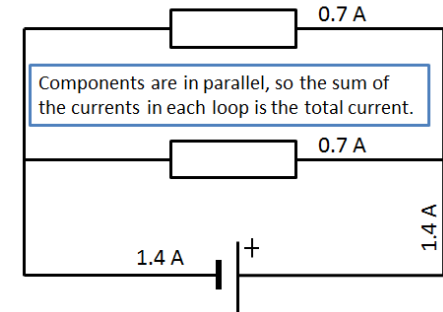 0.7 A
Components are in parallel, so the sum of
the currents in each loop is the total current.
0.7 A
1.4 A
1.4 A
+